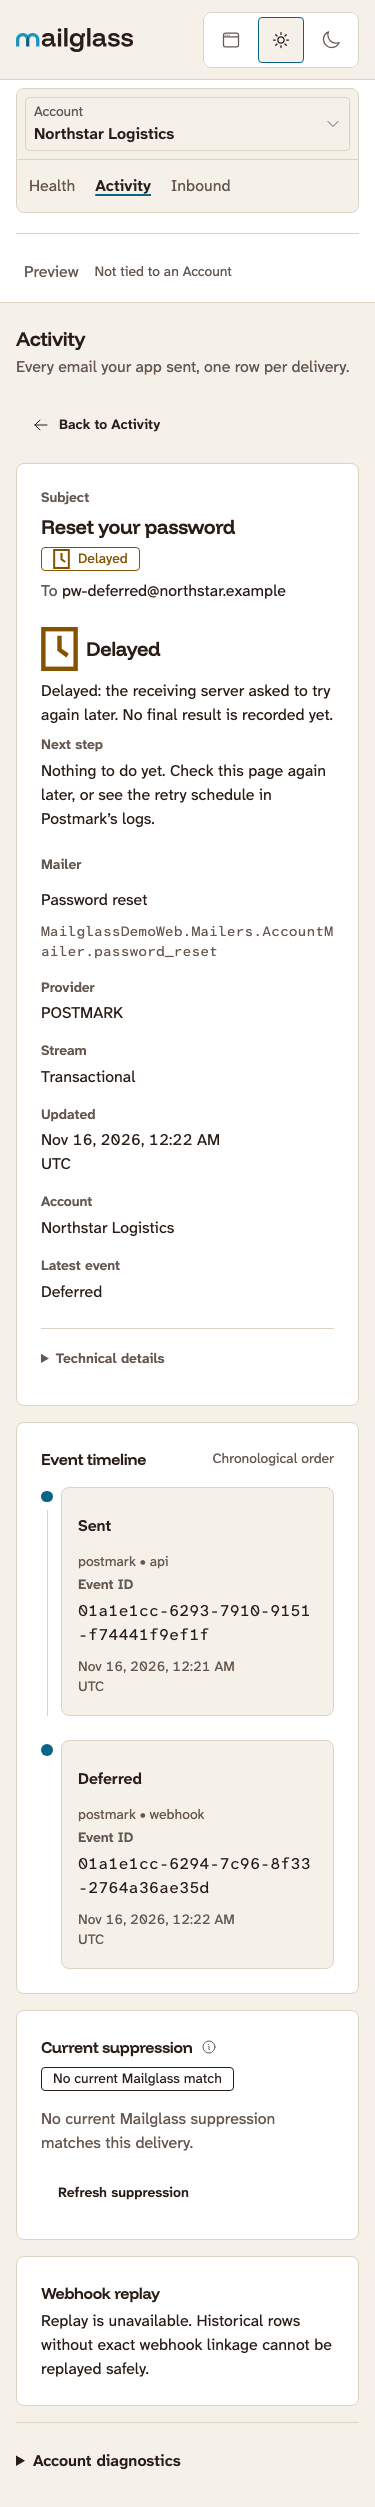 mailglass
Account
Northstar Logistics
Health Activity Inbound
Preview Not tied to an Account
Activity
Every email your app sent, one row per delivery.
Back to Activity
Subject
Reset your password
Delayed
To pw-deferred@northstar.example
Delayed
Delayed: the receiving server asked to try
again later. No final result is recorded yet.
Next step
Nothing to do yet. Check this page again
later, or see the retry schedule in
Postmark’s logs.
Mailer
Password reset
MailglassDemoWeb.Mailers.AccountM
ailer.password_reset
Provider
POSTMARK
Stream
Transactional
Updated
Nov 16, 2026, 12:22 AM
UTC
Account
Northstar Logistics
Latest event
Deferred
Technical details
Event timeline Chronological order
Sent
postmark • api
Event ID
01a1e1cc-6293-7910-9151
-f74441f9ef1f
Nov 16, 2026, 12:21 AM
UTC
Deferred
postmark • webhook
Event ID
01a1e1cc-6294-7c96-8f33
-2764a36ae35d
Nov 16, 2026, 12:22 AM
UTC
Current suppression
No current Mailglass match
No current Mailglass suppression
matches this delivery.
Refresh suppression
Webhook replay
Replay is unavailable. Historical rows
without exact webhook linkage cannot be
replayed safely.
Account diagnostics